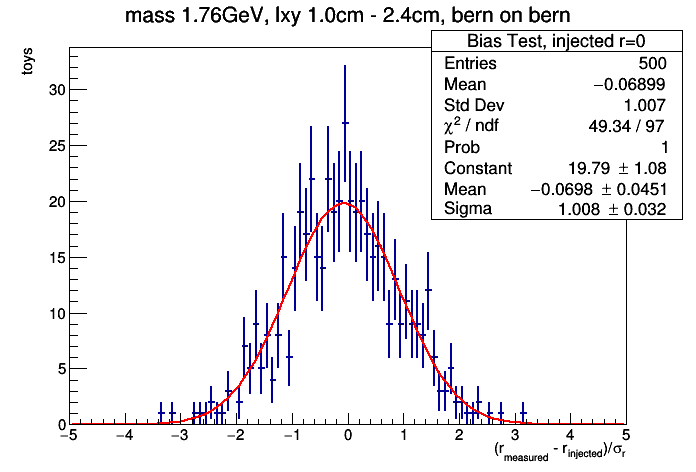 mass 1.76GeV, lxy 1.0cm - 2.4cm, bern on bern
Bias Test, injected r=0
Entries 500
Mean −0.06899
Std Dev 1.007
χ² / ndf 49.34 / 97
Prob 1
Constant 19.79 ± 1.08
Mean −0.0698 ± 0.0451
Sigma 1.008 ± 0.032
toys
30
25
20
15
10
5
0
−5 −4 −3 −2 −1 0 1 2 3 4 5
(r_measured - r_injected)/σ_r